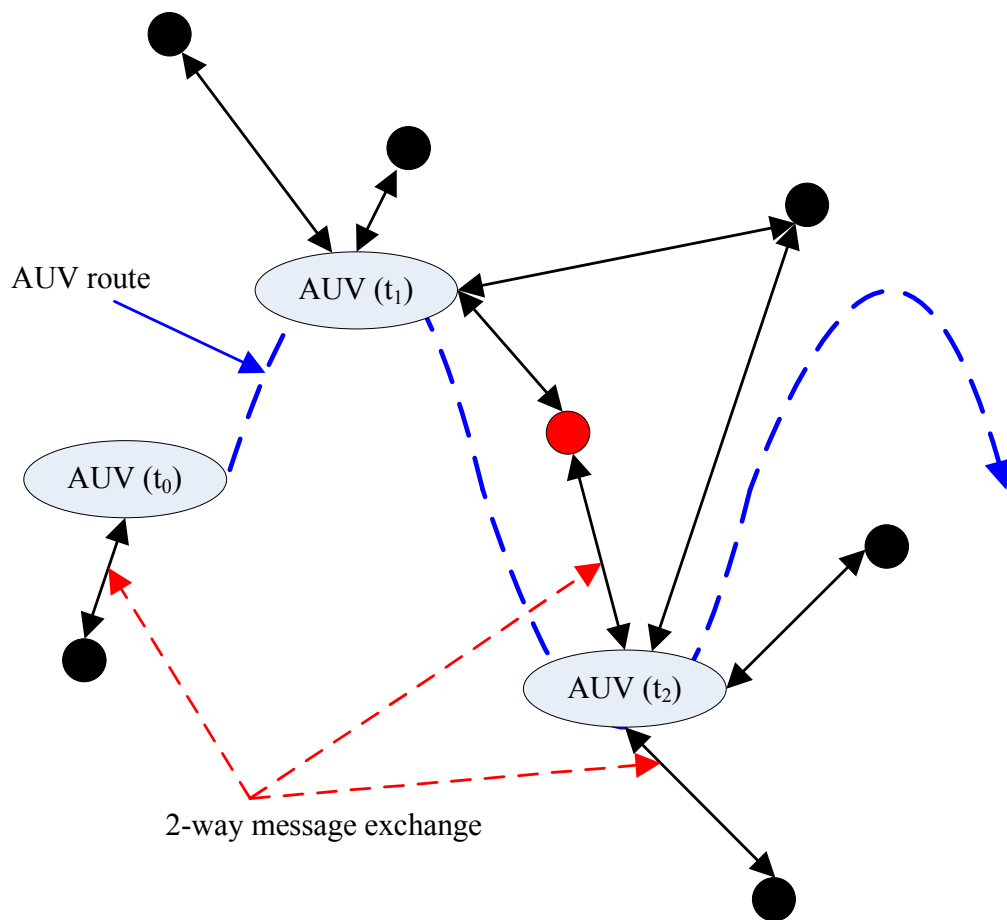 AUV route
AUV (t₁)
AUV (t₀)
AUV (t₂)
2-way message exchange